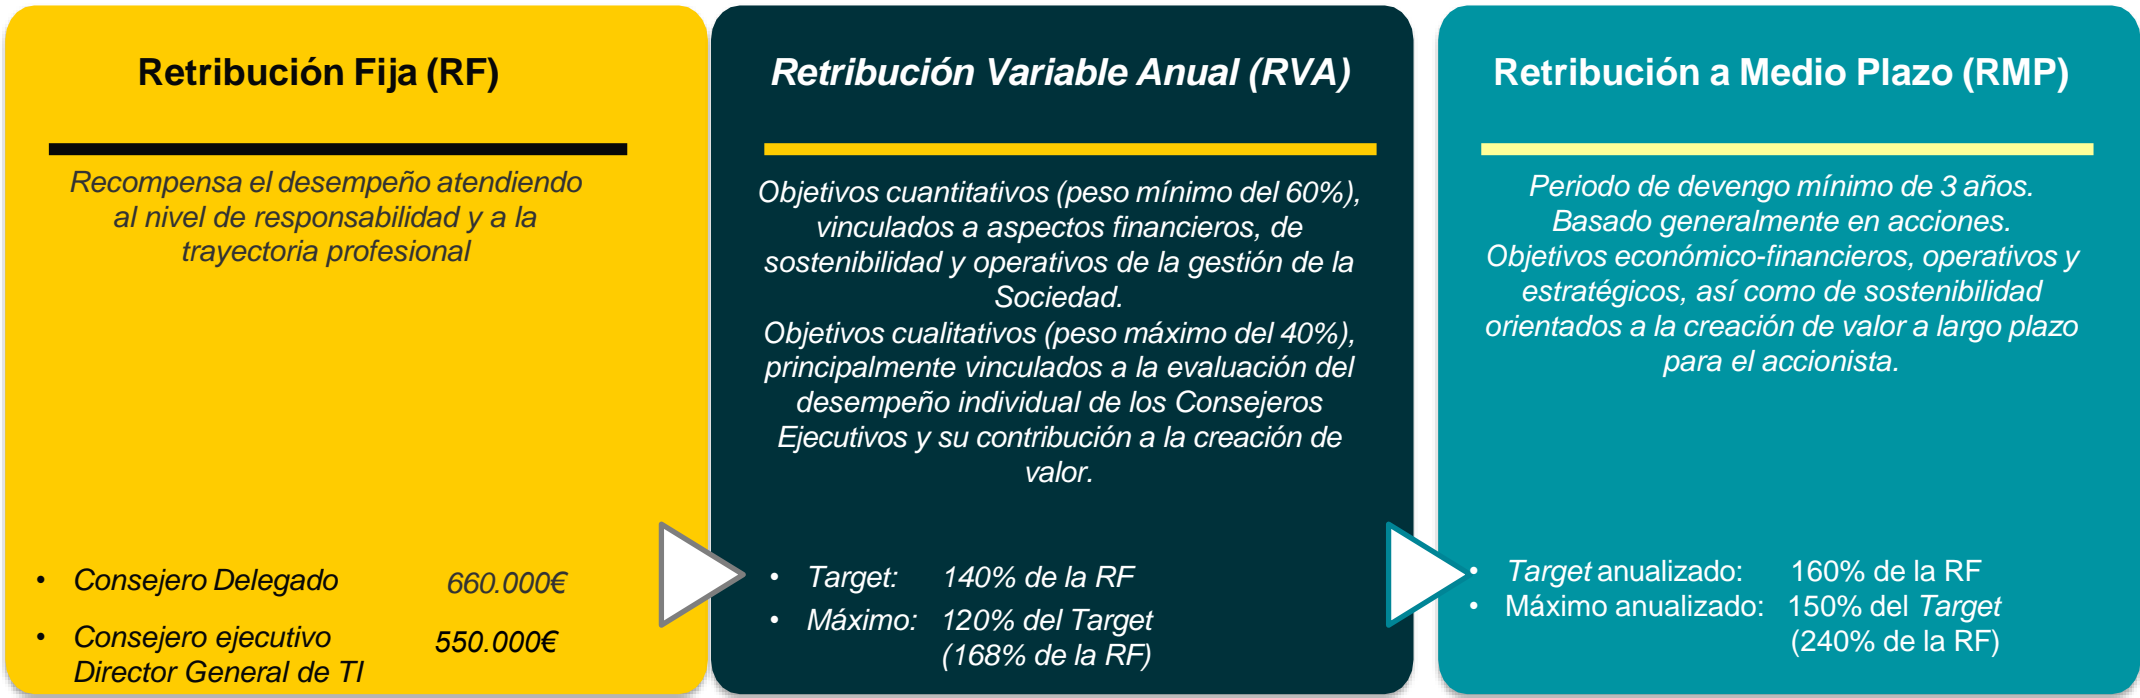 Retribución Fija (RF)
Recompensa el desempeño atendiendo
al nivel de responsabilidad y a la
trayectoria profesional
• Consejero Delegado 660.000€
• Consejero ejecutivo 550.000€
Director General de TI
Retribución Variable Anual (RVA)
Objetivos cuantitativos (peso mínimo del 60%),
vinculados a aspectos financieros, de
sostenibilidad y operativos de la gestión de la
Sociedad.
Objetivos cualitativos (peso máximo del 40%),
principalmente vinculados a la evaluación del
desempeño individual de los Consejeros
Ejecutivos y su contribución a la creación de
valor.
• Target: 140% de la RF
• Máximo: 120% del Target
(168% de la RF)
Retribución a Medio Plazo (RMP)
Periodo de devengo mínimo de 3 años.
Basado generalmente en acciones.
Objetivos económico-financieros, operativos y
estratégicos, así como de sostenibilidad
orientados a la creación de valor a largo plazo
para el accionista.
• Target anualizado: 160% de la RF
• Máximo anualizado: 150% del Target
(240% de la RF)